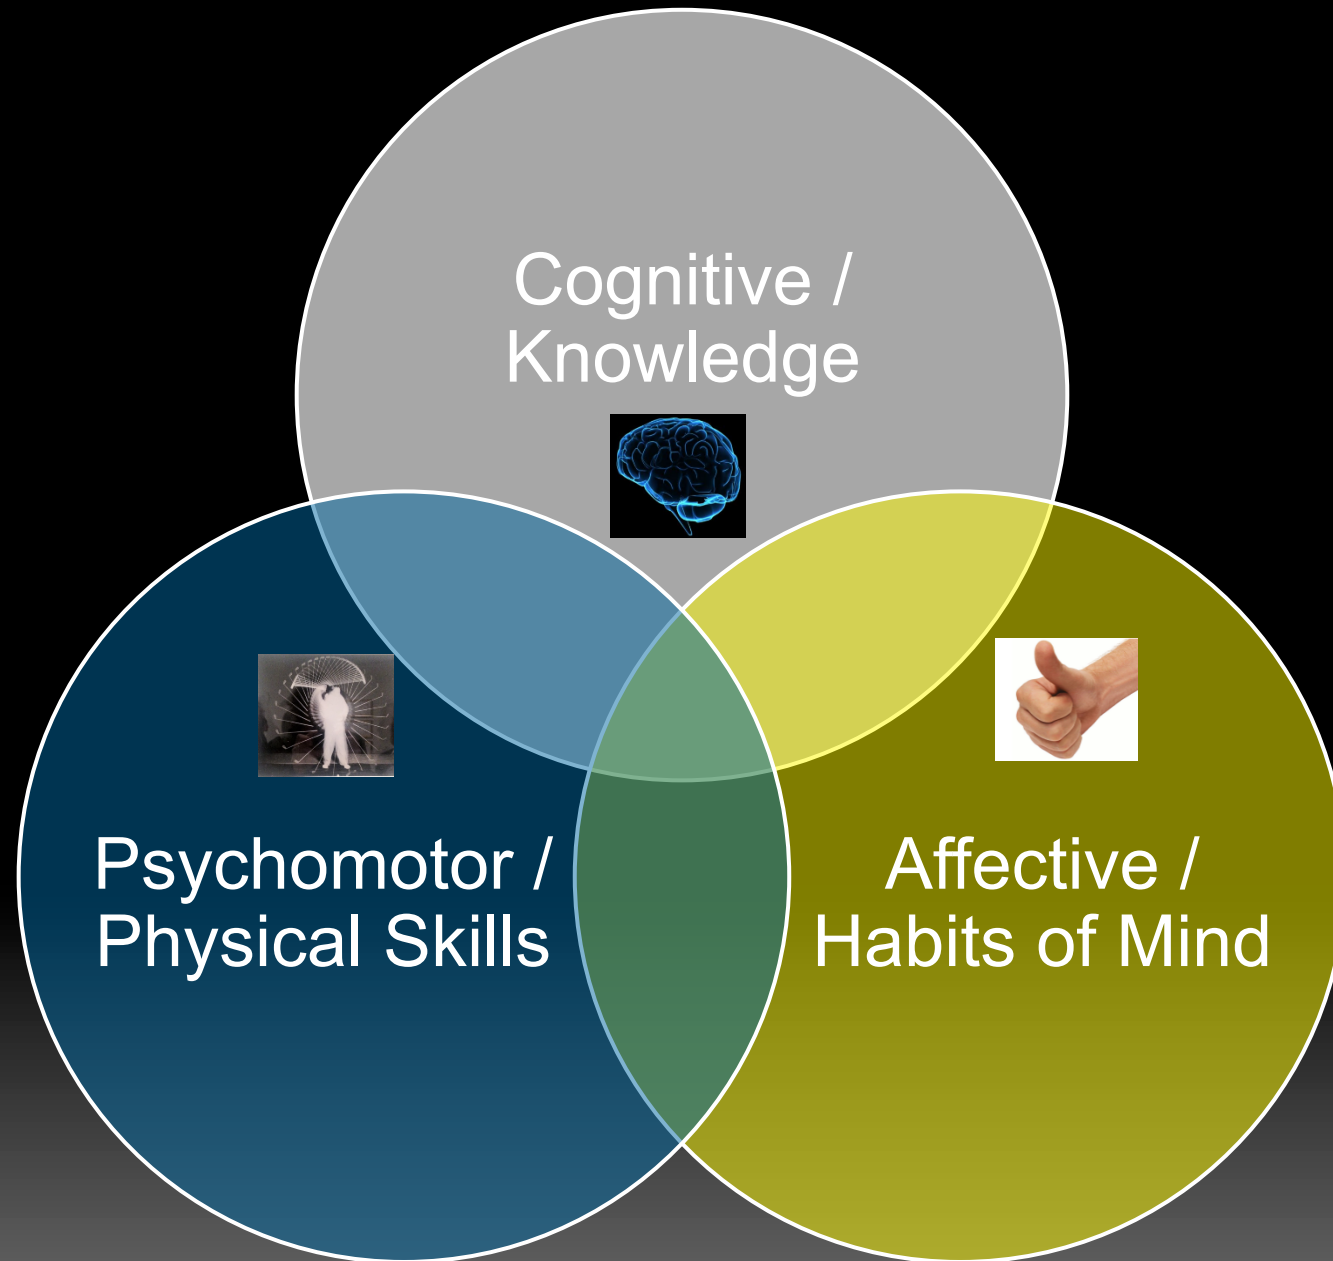 Cognitive /
Knowledge
Psychomotor /
Physical Skills
Affective /
Habits of Mind